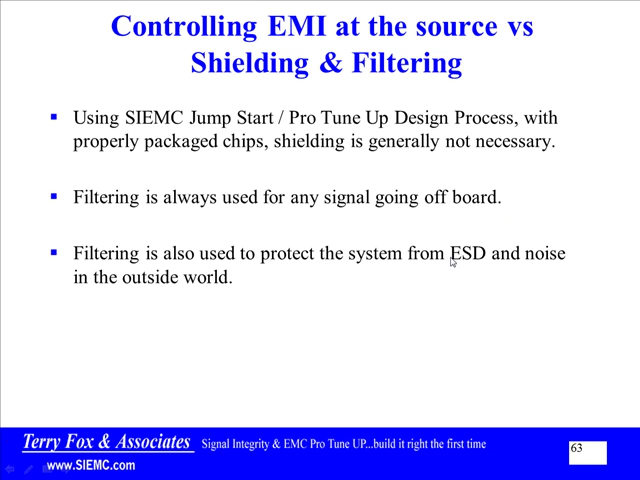 Controlling EMI at the source vs
Shielding & Filtering
Using SIEMC Jump Start / Pro Tune Up Design Process, with
properly packaged chips, shielding is generally not necessary.
Filtering is always used for any signal going off board.
Filtering is also used to protect the system from ESD and noise
in the outside world.
Terry Fox & Associates Signal Integrity & EMC Pro Tune UP...build it right the first time
63
www.SIEMC.com